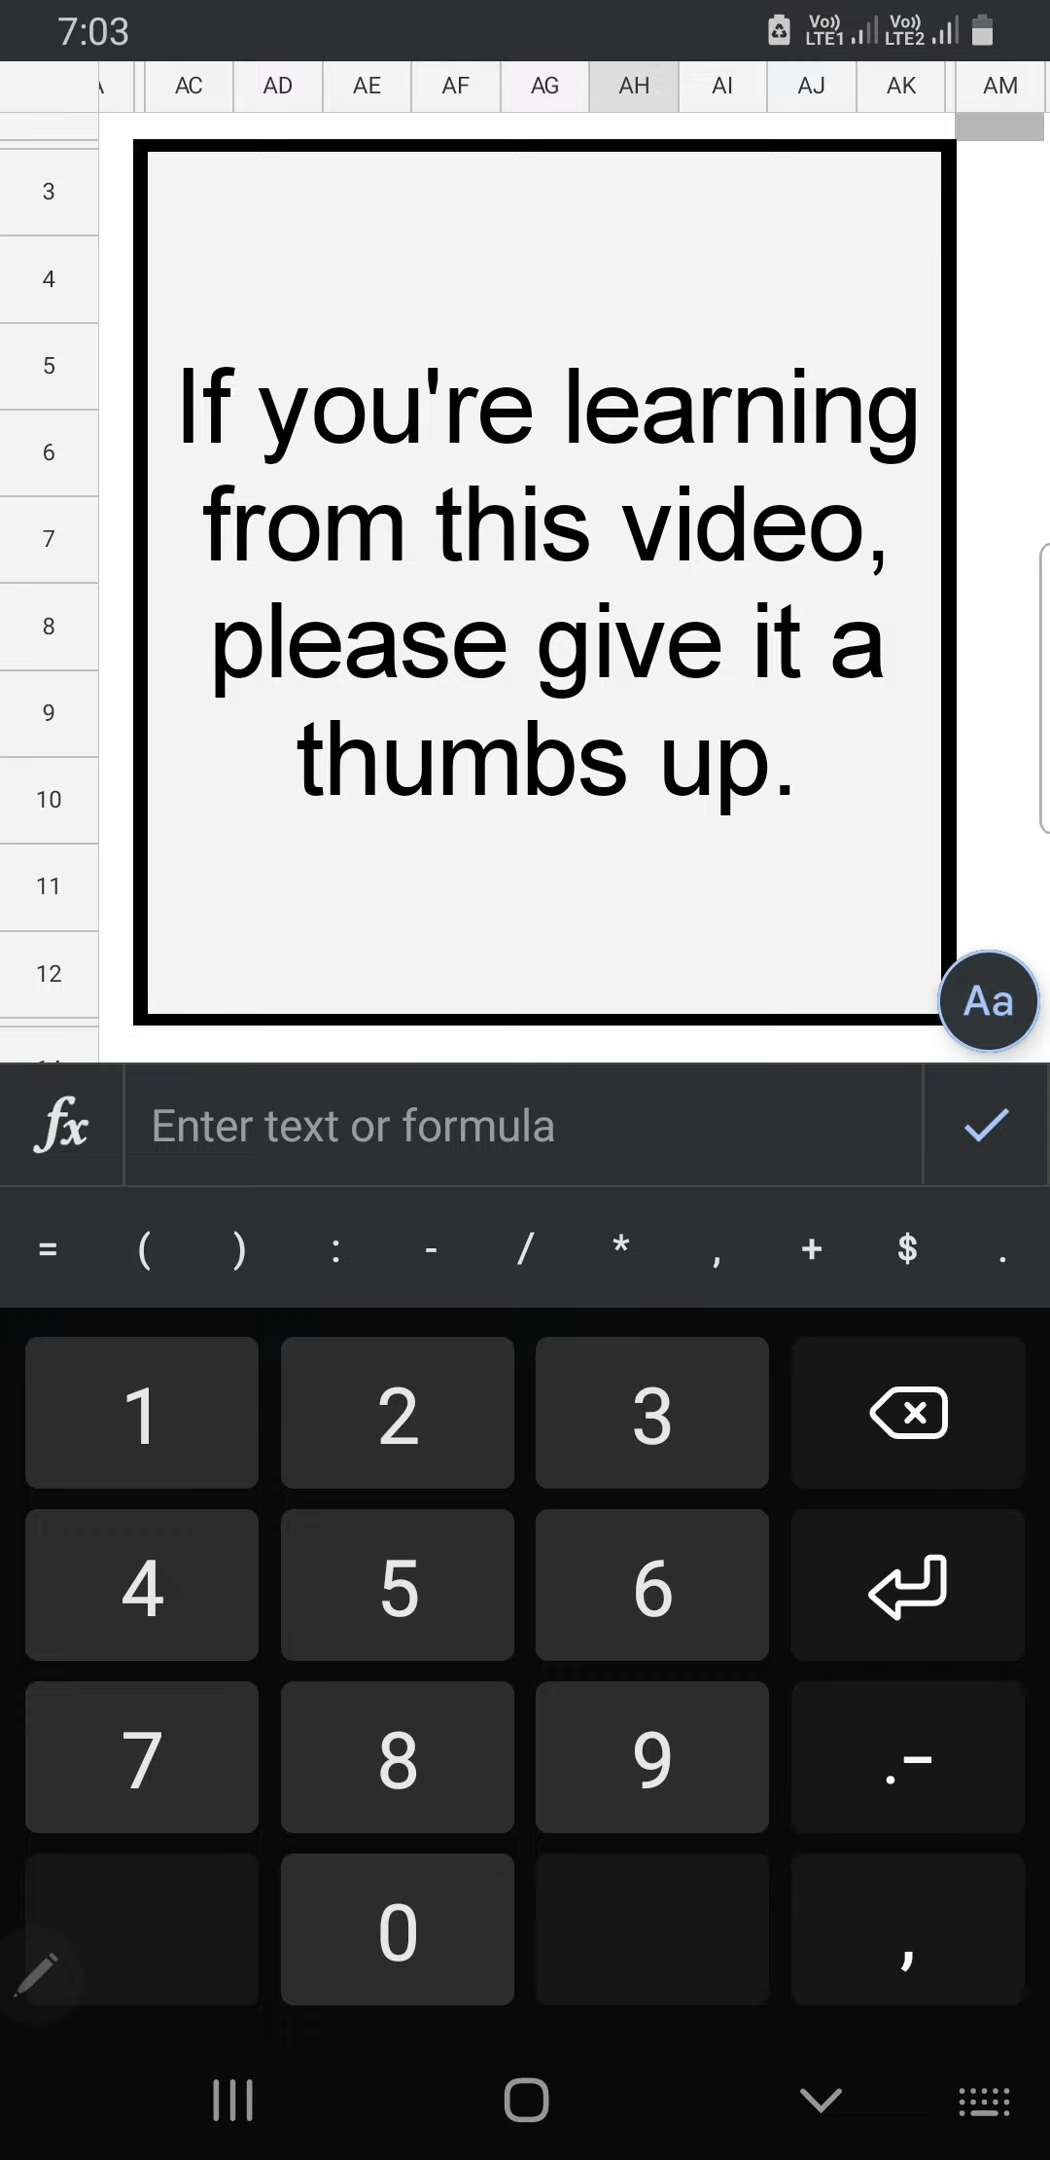 7:03
Vo)) LTE1 Vo)) LTE2
AC AD AE AF AG AH AI AJ AK AM
3
4
5
6
7
8
9
10
11
12
If you're learning
from this video,
please give it a
thumbs up.
Aa
fx Enter text or formula
= ( ) : - / * , + $ .
1 2 3
4 5 6
7 8 9 .-
0 ,